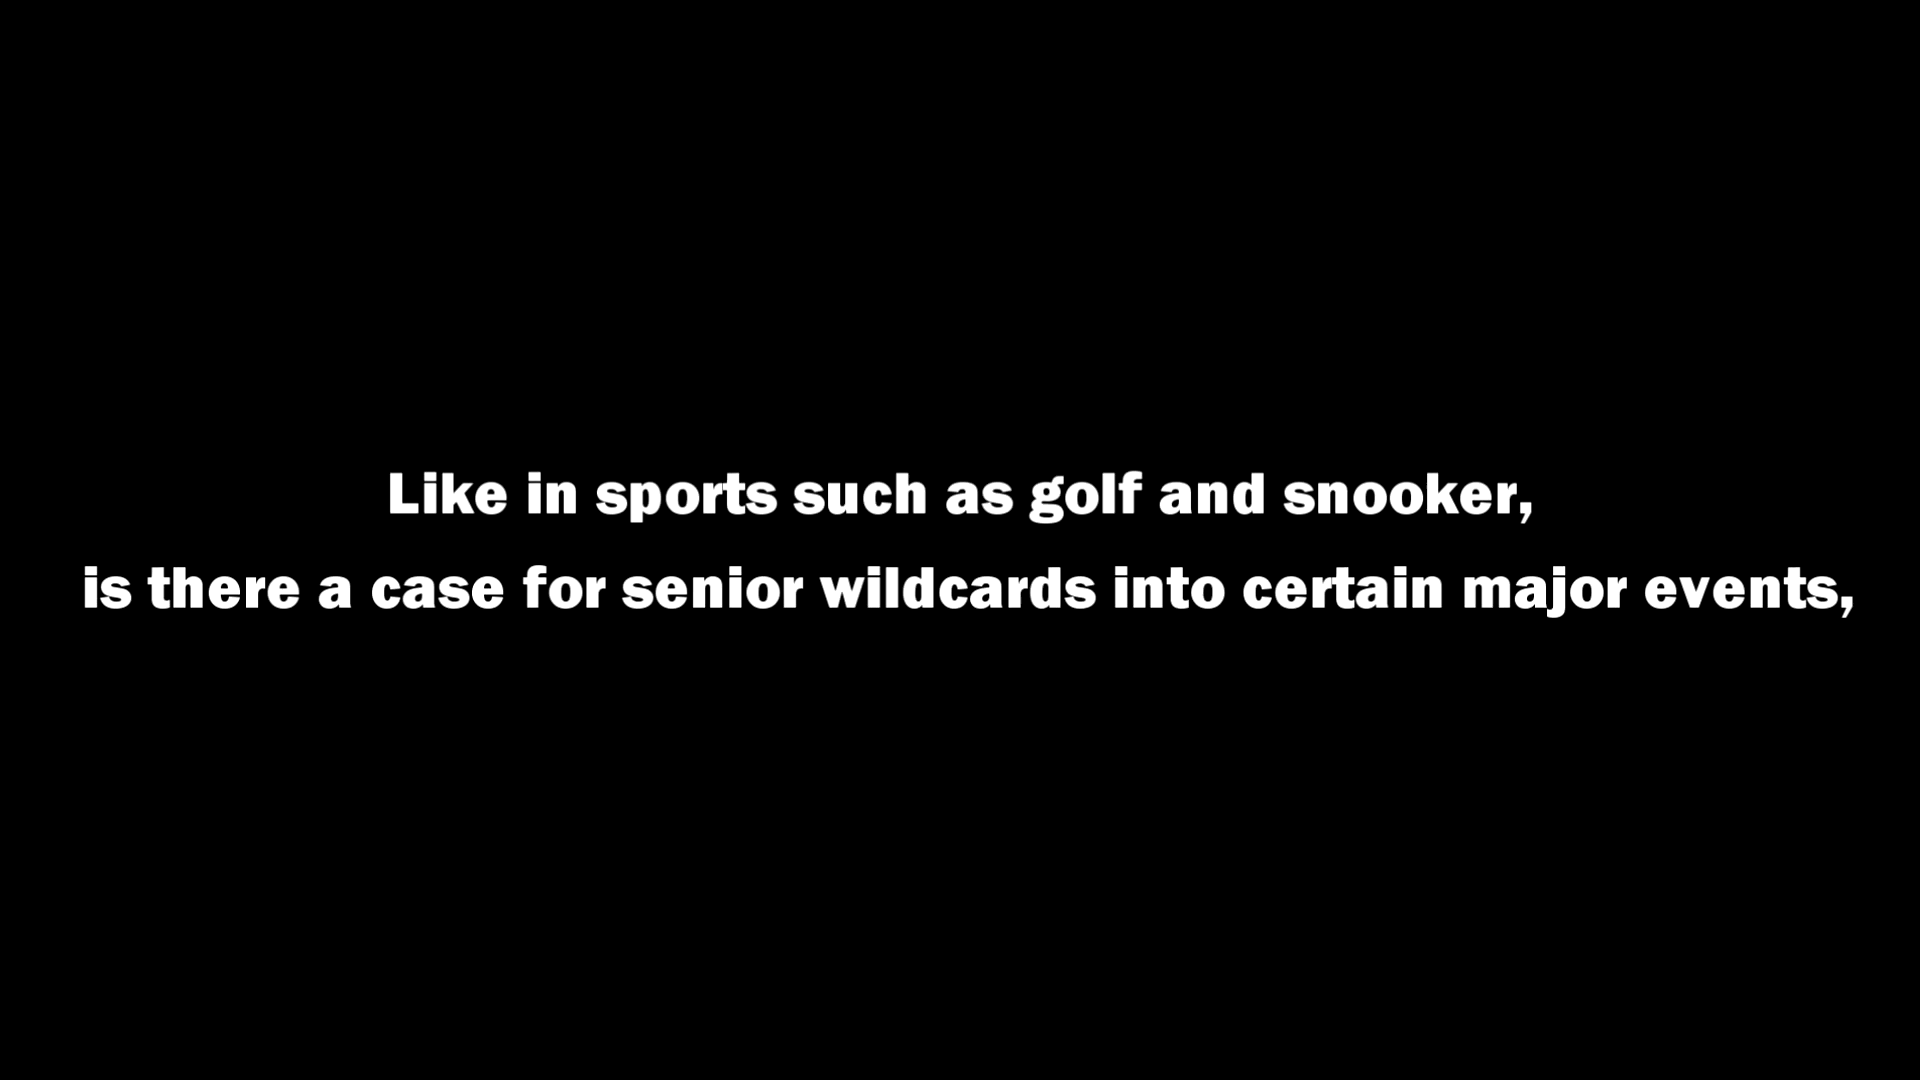 Like in sports such as golf and snooker,
is there a case for senior wildcards into certain major events,